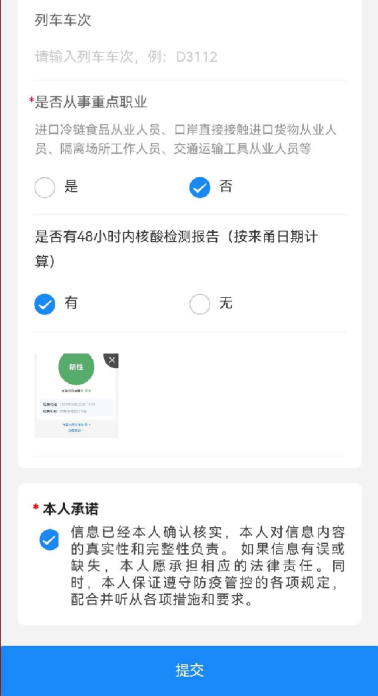 列车车次
请输入列车车次，例：D3112
*是否从事重点职业
进口冷链食品从业人员、口岸直接接触进口货物从业人
员、隔离场所工作人员、交通运输工具从业人员等
是
否
是否有48小时内核酸检测报告（按来甬日期计
算）
有
无
阴性
* 本人承诺
信息已经本人确认核实，本人对信息内容
的真实性和完整性负责。 如果信息有误或
缺失，本人愿承担相应的法律责任。同
时，本人保证遵守防疫管控的各项规定，
配合并听从各项措施和要求。
提交